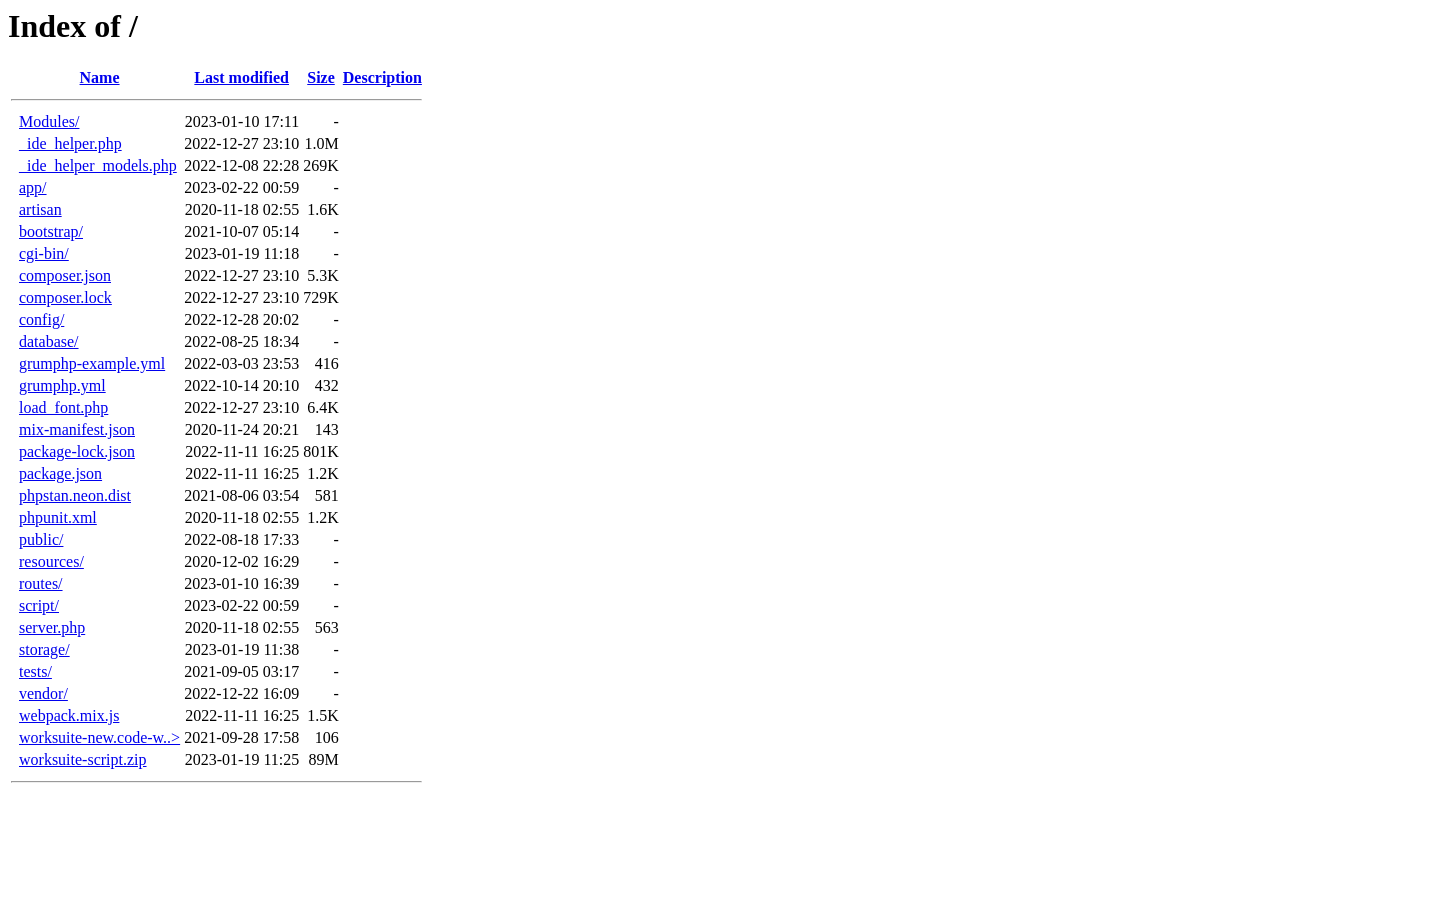 Index of /
Name Last modified Size Description
Modules/ 2023-01-10 17:11 -
_ide_helper.php 2022-12-27 23:10 1.0M
_ide_helper_models.php 2022-12-08 22:28 269K
app/ 2023-02-22 00:59 -
artisan 2020-11-18 02:55 1.6K
bootstrap/ 2021-10-07 05:14 -
cgi-bin/ 2023-01-19 11:18 -
composer.json 2022-12-27 23:10 5.3K
composer.lock 2022-12-27 23:10 729K
config/ 2022-12-28 20:02 -
database/ 2022-08-25 18:34 -
grumphp-example.yml 2022-03-03 23:53 416
grumphp.yml 2022-10-14 20:10 432
load_font.php 2022-12-27 23:10 6.4K
mix-manifest.json 2020-11-24 20:21 143
package-lock.json 2022-11-11 16:25 801K
package.json 2022-11-11 16:25 1.2K
phpstan.neon.dist 2021-08-06 03:54 581
phpunit.xml 2020-11-18 02:55 1.2K
public/ 2022-08-18 17:33 -
resources/ 2020-12-02 16:29 -
routes/ 2023-01-10 16:39 -
script/ 2023-02-22 00:59 -
server.php 2020-11-18 02:55 563
storage/ 2023-01-19 11:38 -
tests/ 2021-09-05 03:17 -
vendor/ 2022-12-22 16:09 -
webpack.mix.js 2022-11-11 16:25 1.5K
worksuite-new.code-w..> 2021-09-28 17:58 106
worksuite-script.zip 2023-01-19 11:25 89M